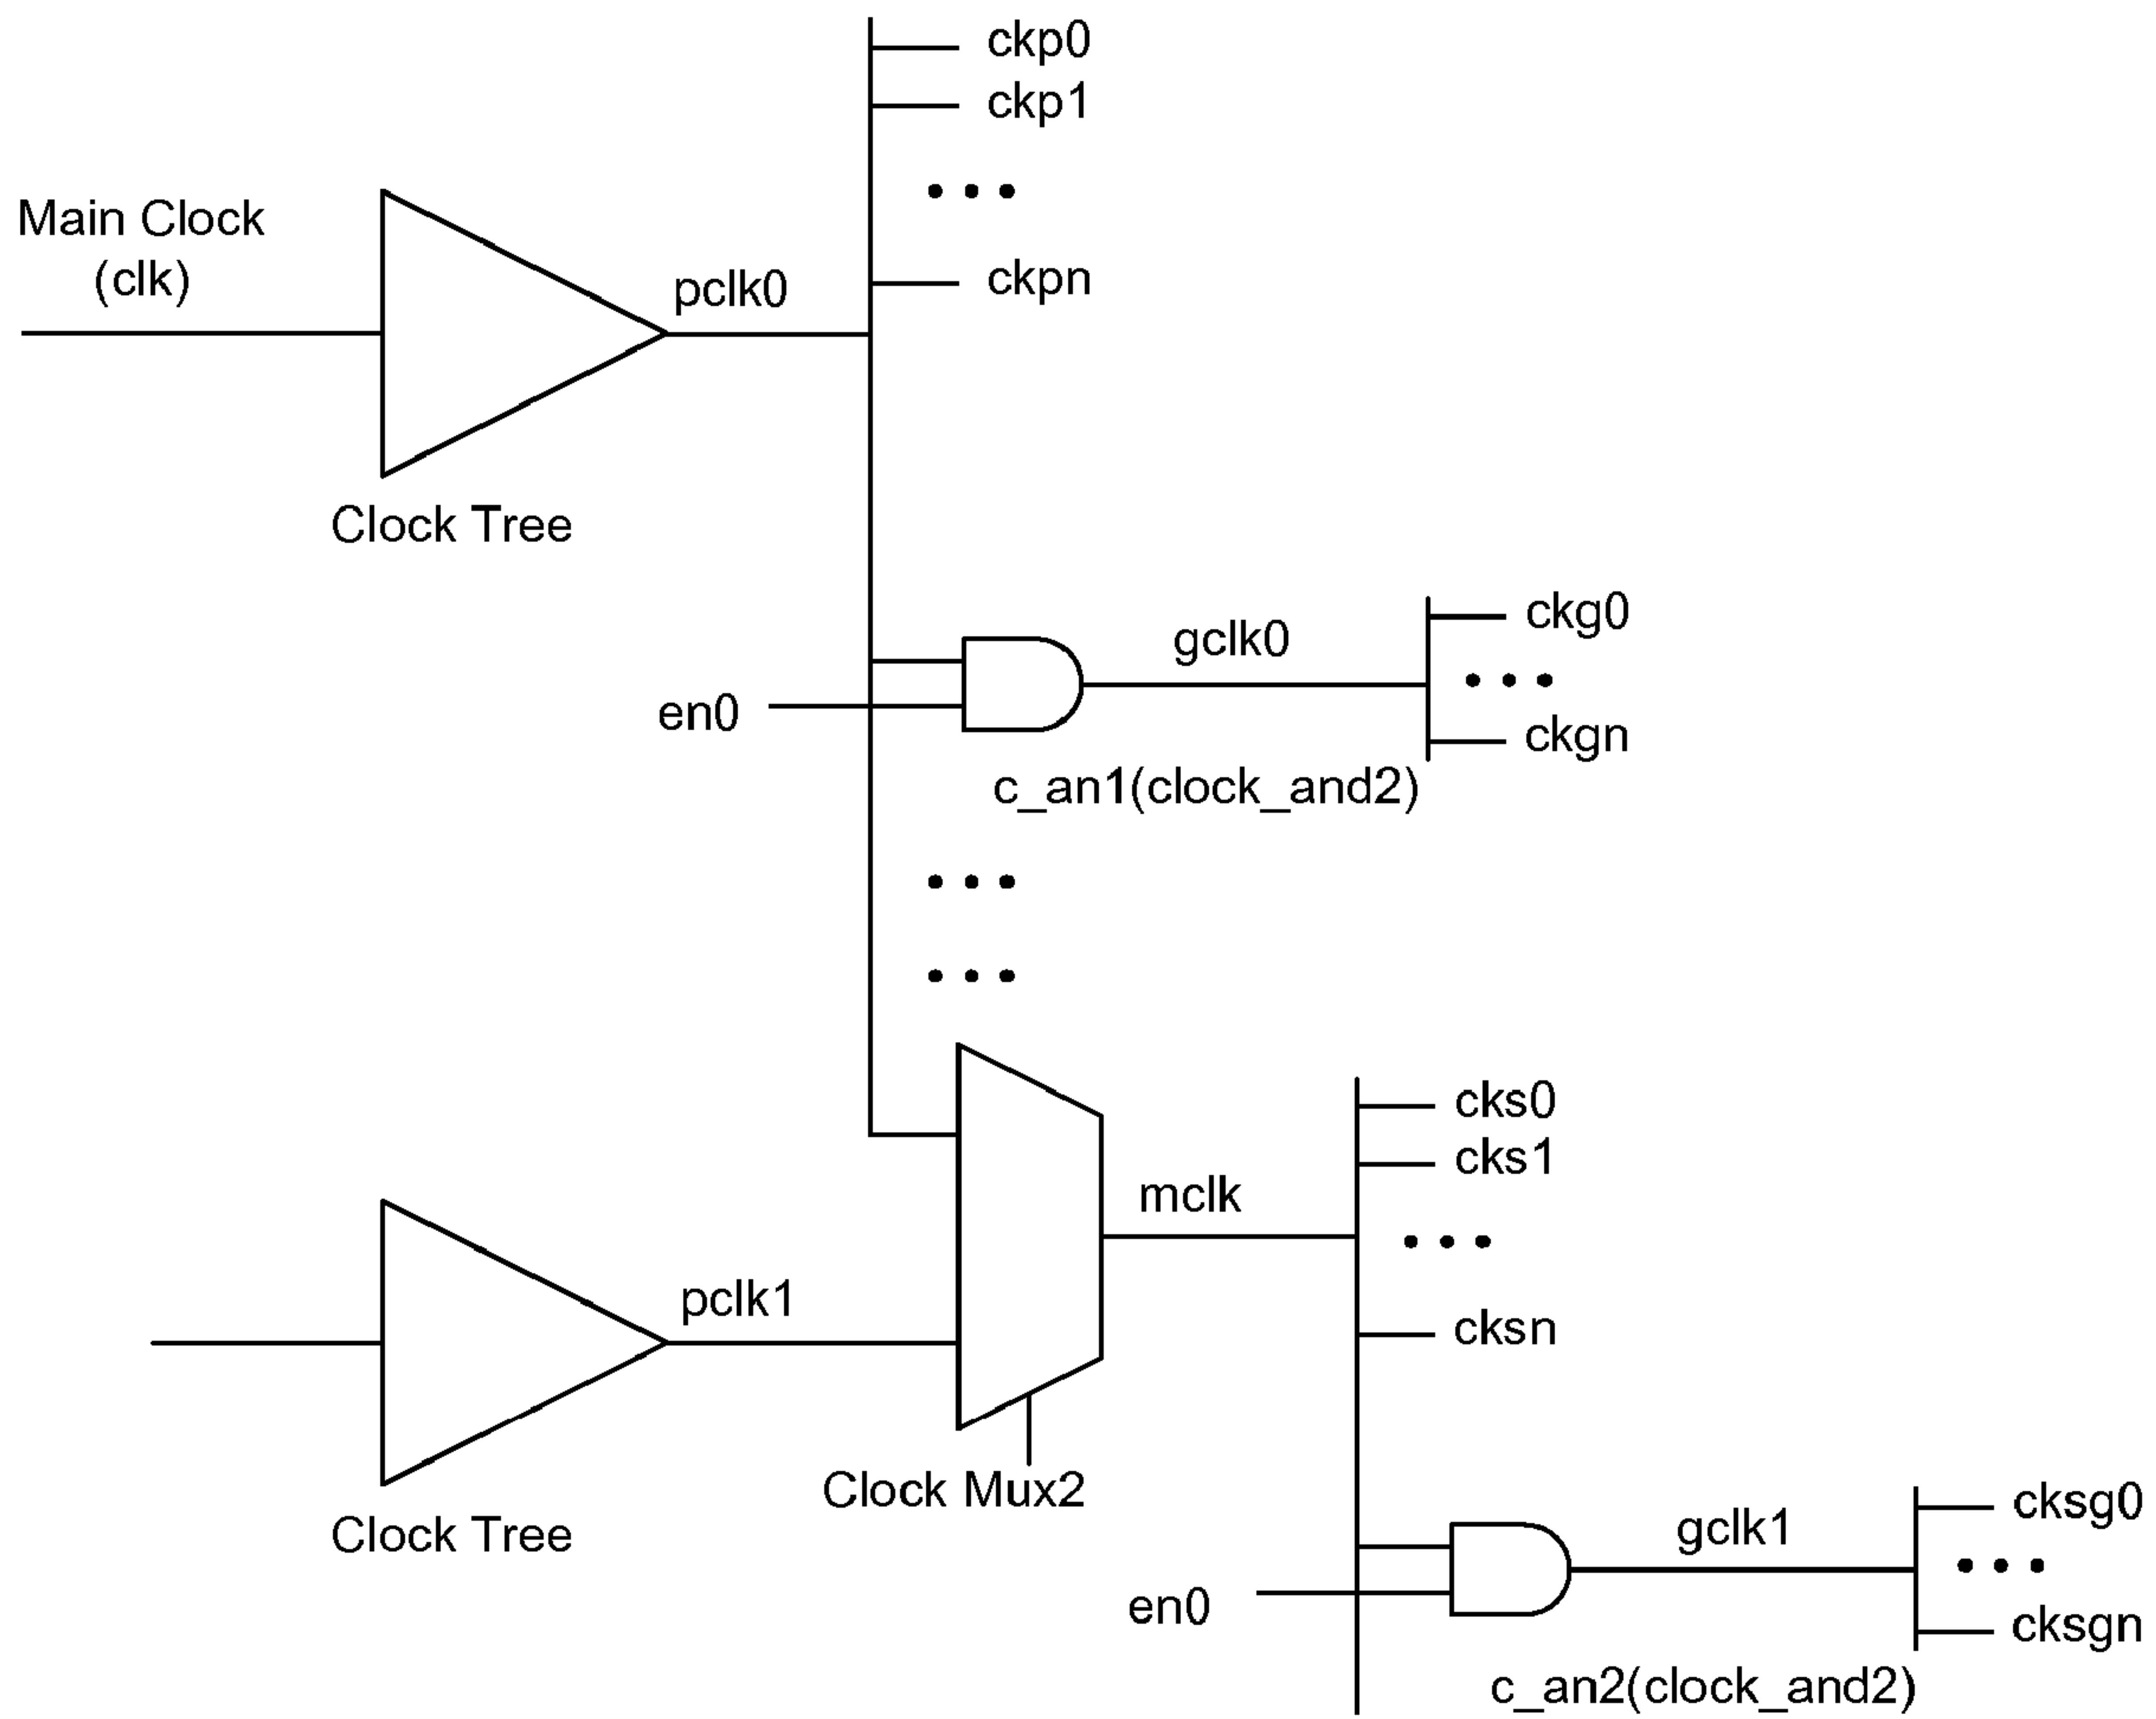 ckp0
ckp1
Main Clock
(clk)
pclk0
ckpn
Clock Tree
ckg0
gclk0
en0
ckgn
c_an1(clock_and2)
cks0
cks1
mclk
pclk1
cksn
Clock Mux2
Clock Tree
cksg0
gclk1
en0
cksgn
c_an2(clock_and2)